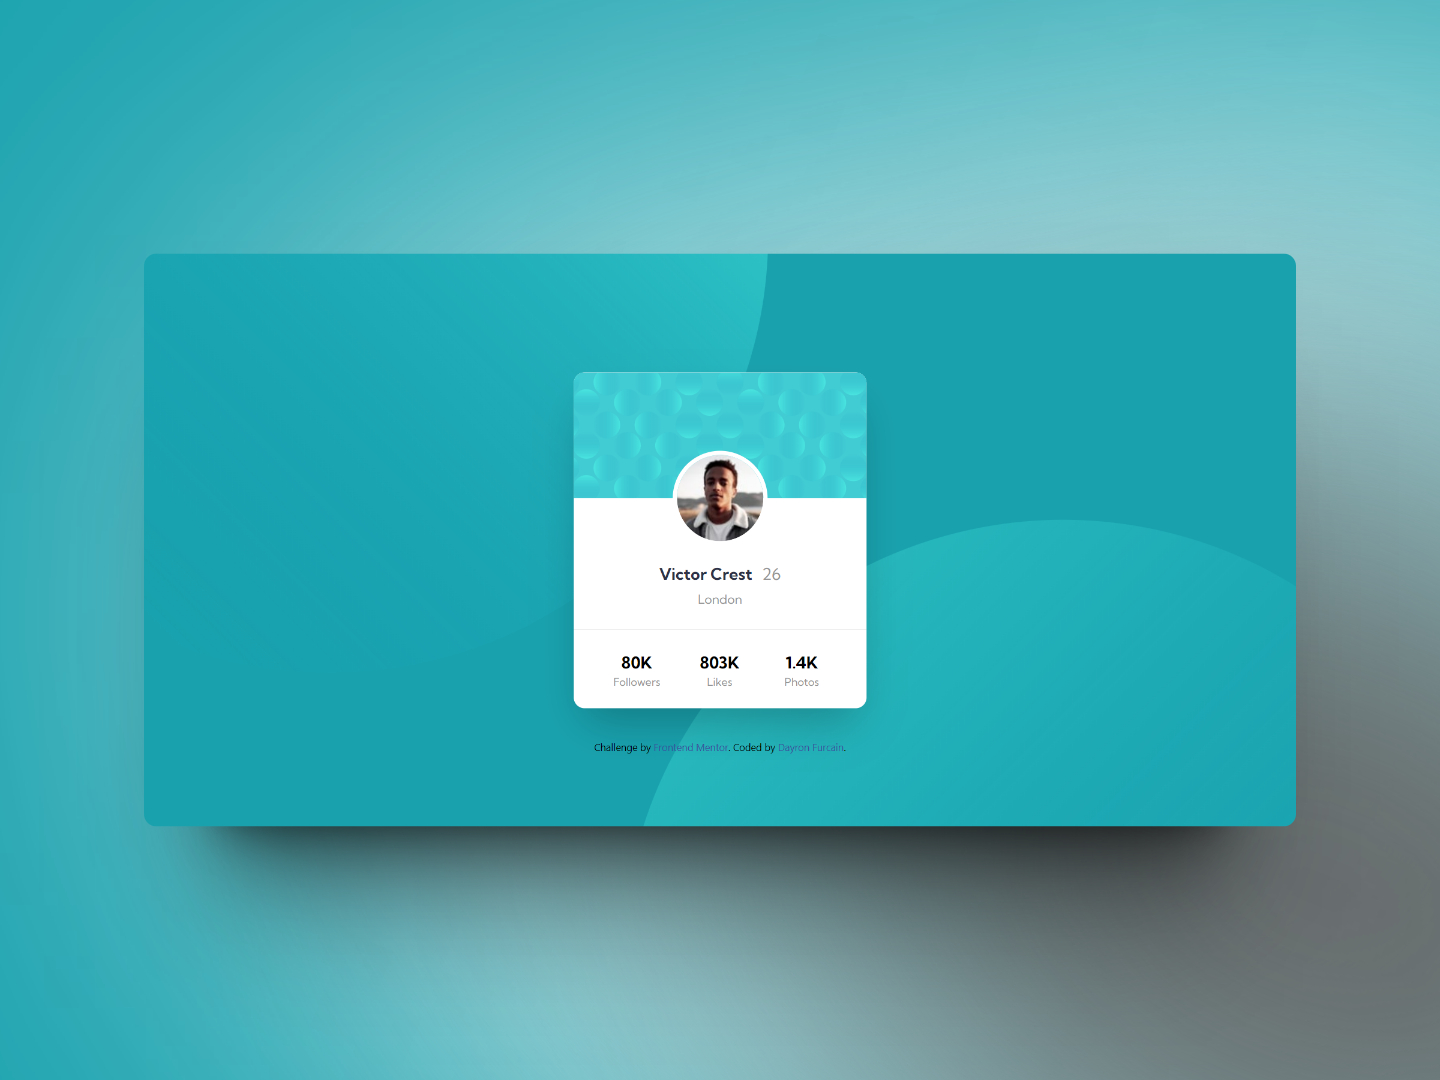 Victor Crest 26
London
80K 803K 1.4K
Followers Likes Photos
Challenge by Frontend Mentor. Coded by Dayron Furcain.